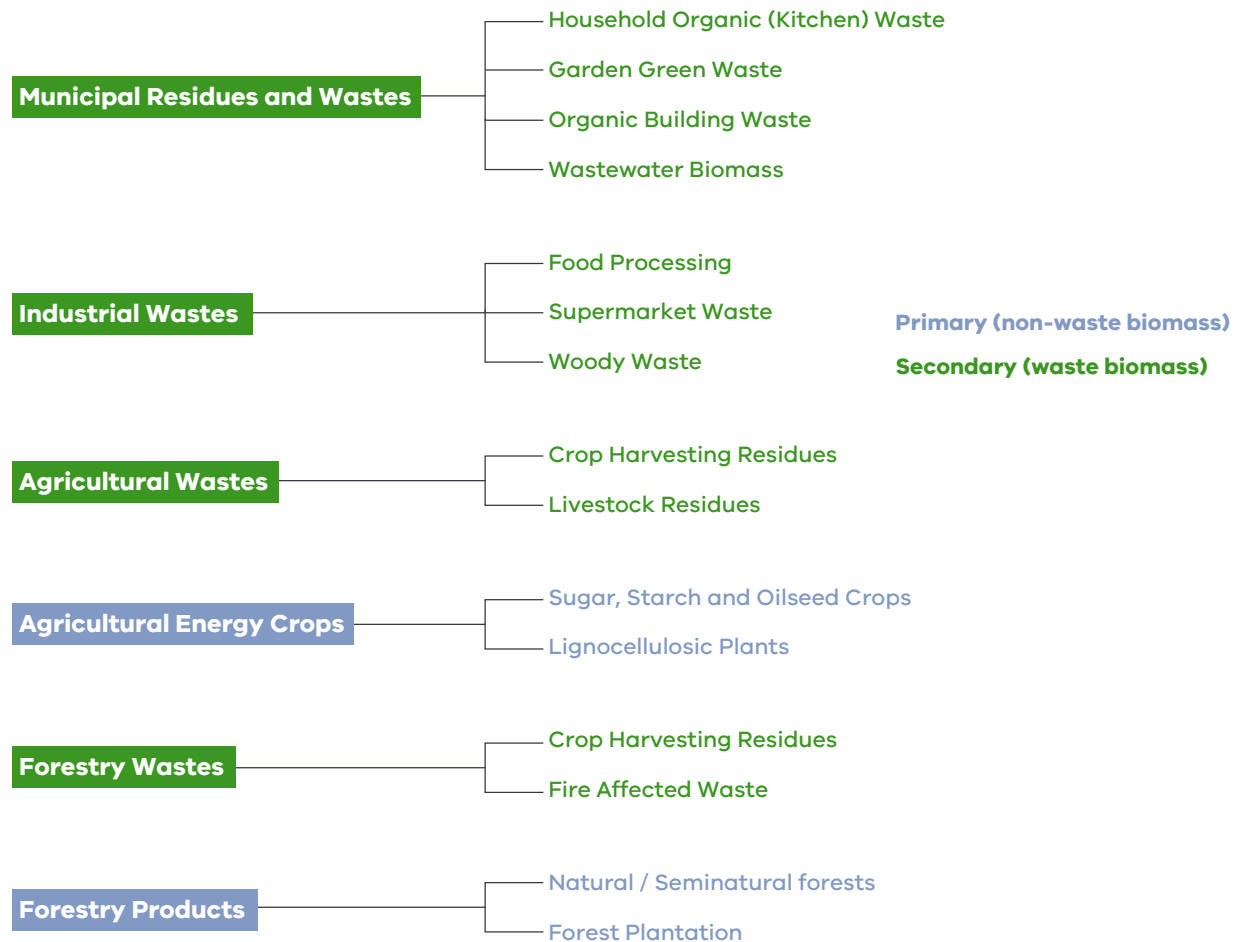 Municipal Residues and Wastes
Household Organic (Kitchen) Waste
Garden Green Waste
Organic Building Waste
Wastewater Biomass
Industrial Wastes
Food Processing
Supermarket Waste
Woody Waste
Primary (non-waste biomass)
Secondary (waste biomass)
Agricultural Wastes
Crop Harvesting Residues
Livestock Residues
Agricultural Energy Crops
Sugar, Starch and Oilseed Crops
Lignocellulosic Plants
Forestry Wastes
Crop Harvesting Residues
Fire Affected Waste
Forestry Products
Natural / Seminatural forests
Forest Plantation